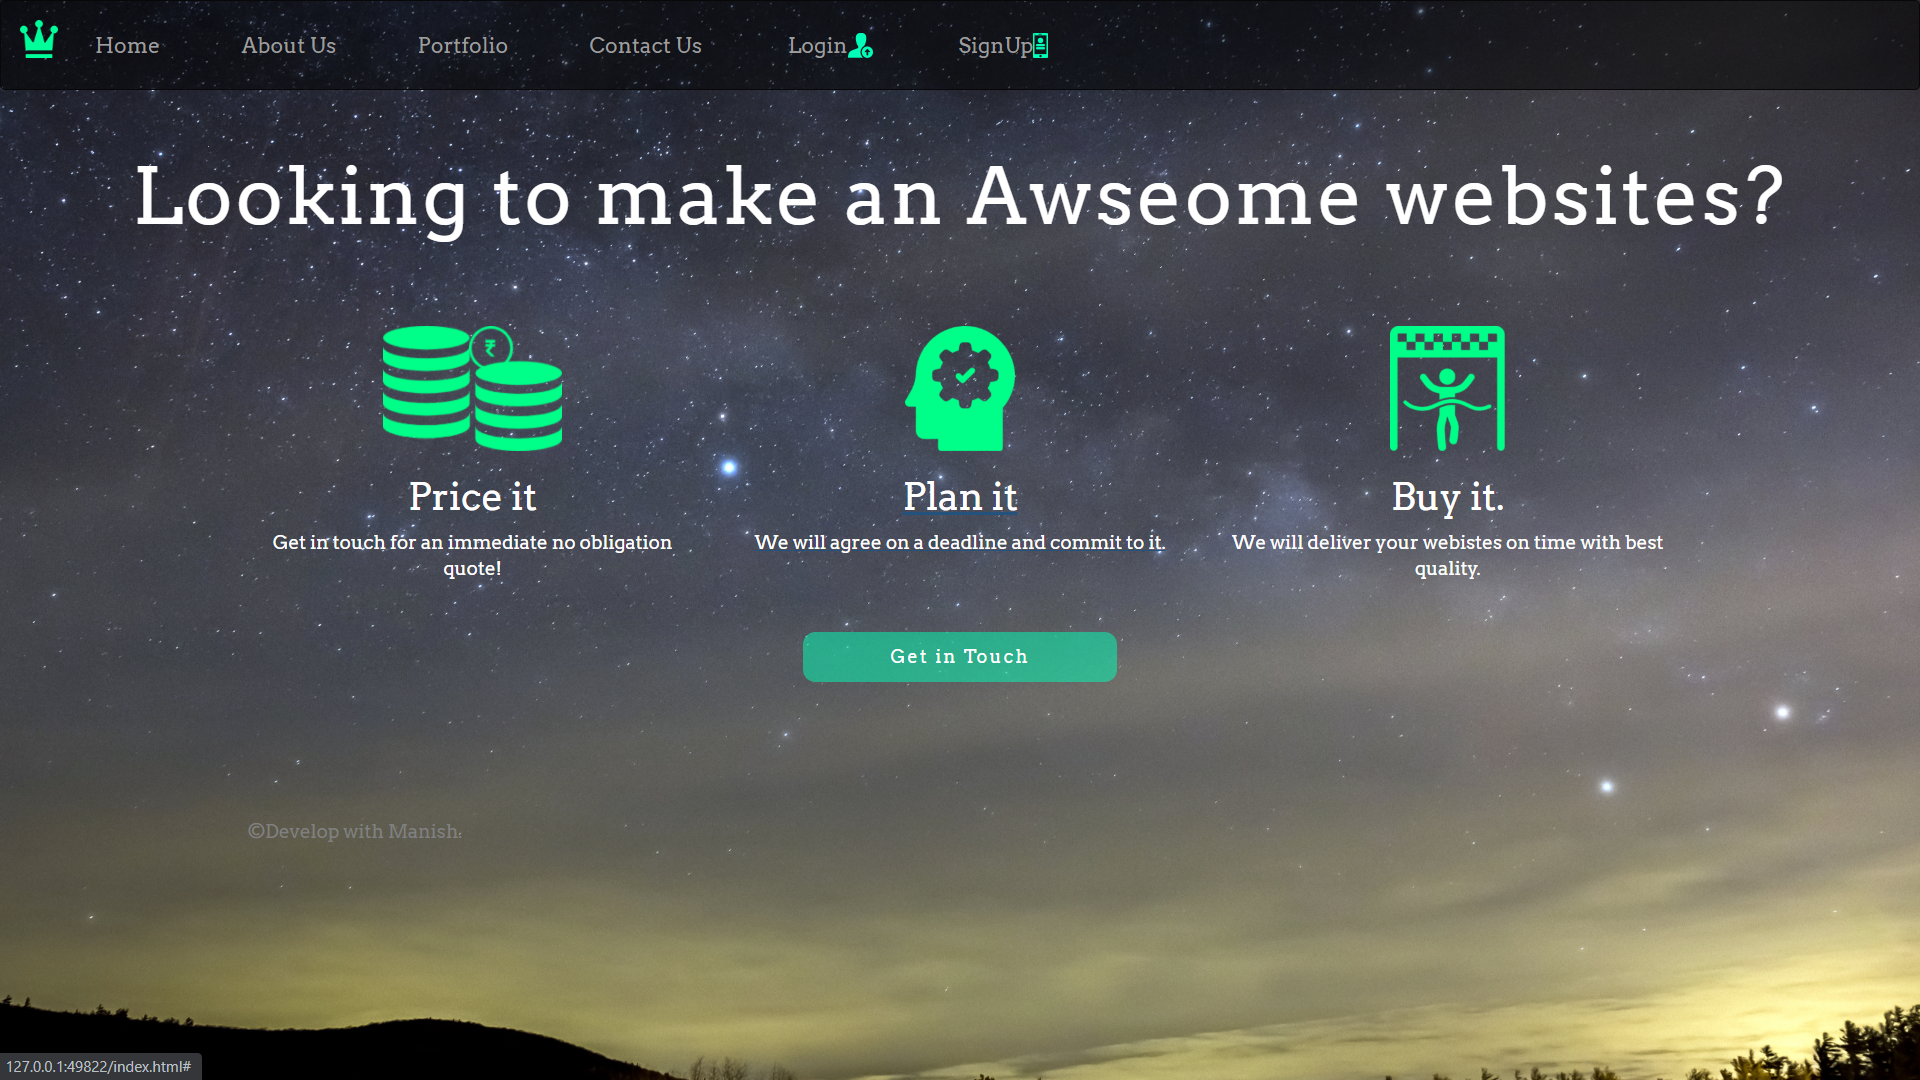 Home About Us Portfolio Contact Us Login SignUp
Looking to make an Awseome websites?
₹
Price it
Get in touch for an immediate no obligation
quote!
Plan it
We will agree on a deadline and commit to it.
Buy it.
We will deliver your webistes on time with best
quality.
Get in Touch
©Develop with Manish.
127.0.0.1:49822/index.html#